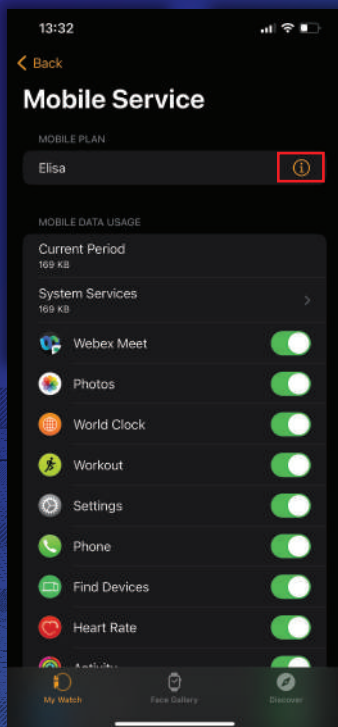 13:32
Back
Mobile Service
MOBILE PLAN
Elisa
MOBILE DATA USAGE
Current Period
169 KB
System Services
169 KB
Webex Meet
Photos
World Clock
Workout
Settings
Phone
Find Devices
Heart Rate
Activity
My Watch Face Gallery Discover